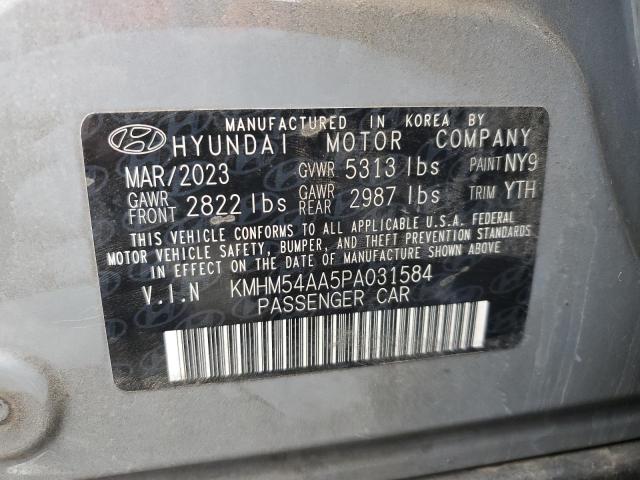 MANUFACTURED IN KOREA BY
HYUNDAI MOTOR COMPANY
MAR/2023 GVWR 5313 lbs PAINT NY9
GAWR FRONT 2822 lbs GAWR REAR 2987 lbs TRIM YTH
THIS VEHICLE CONFORMS TO ALL APPLICABLE U.S.A. FEDERAL
MOTOR VEHICLE SAFETY, BUMPER, AND THEFT PREVENTION STANDARDS
IN EFFECT ON THE DATE OF MANUFACTURE SHOWN ABOVE.
V.I.N KMHM54AA5PA031584
PASSENGER CAR